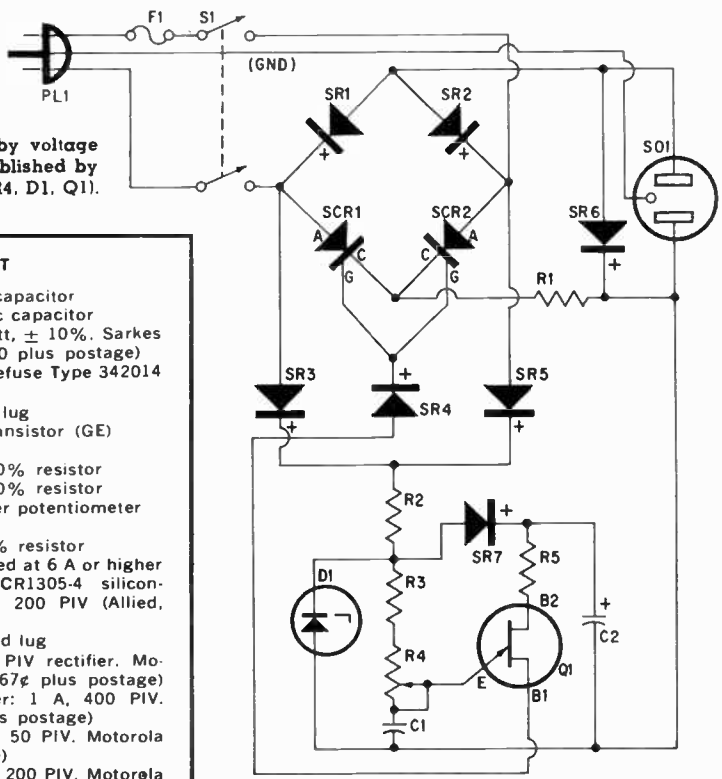 F1
S1
(GND)
PL1
SR1
SR2
SO1
by voltage
blished by
R4, D1, Q1).
SCR1
SCR2
A
C
G
C
A
G
SR6
+
+
+
R1
T
capacitor
c capacitor
tt, ± 10%. Sarkes
0 plus postage)
efuse Type 342014
lug
ansistor (GE)
0% resistor
0% resistor
er potentiometer
% resistor
ed at 6 A or higher
CR1305-4 silicon-
200 PIV (Allied,
d lug
PIV rectifier. Mo-
67¢ plus postage)
er: 1 A, 400 PIV.
s postage)
50 PIV. Motorola
e)
200 PIV. Motorola
SR3
+
SR4
+
SR5
+
R2
SR7
+
D1
R3
R5
R4
B2
E
Q1
B1
C1
+
C2